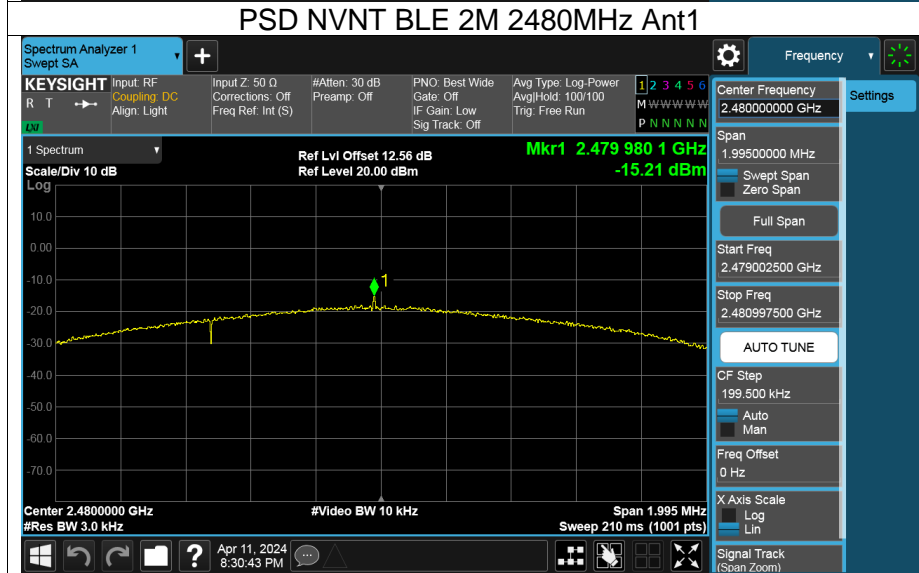 PSD NVNT BLE 2M 2480MHz Ant1
Spectrum Analyzer 1
Swept SA
+
Frequency
KEYSIGHT
R T
LXI
Input: RF
Coupling: DC
Align: Light
Input Z: 50 Ω
Corrections: Off
Freq Ref: Int (S)
#Atten: 30 dB
Preamp: Off
PNO: Best Wide
Gate: Off
IF Gain: Low
Sig Track: Off
Avg Type: Log-Power
Avg|Hold: 100/100
Trig: Free Run
1 2 3 4 5 6
M W W W W W
P N N N N N
Center Frequency
2.480000000 GHz
Settings
Span
1.99500000 MHz
Swept Span
Zero Span
Full Span
Start Freq
2.479002500 GHz
Stop Freq
2.480997500 GHz
AUTO TUNE
CF Step
199.500 kHz
Auto
Man
Freq Offset
0 Hz
X Axis Scale
Log
Lin
Signal Track
(Span Zoom)
1 Spectrum
Scale/Div 10 dB
Log
Ref Lvl Offset 12.56 dB
Ref Level 20.00 dBm
Mkr1 2.479 980 1 GHz
-15.21 dBm
10.0
0.00
-10.0
-20.0
-30.0
-40.0
-50.0
-60.0
-70.0
1
Center 2.480000 GHz
#Res BW 3.0 kHz
#Video BW 10 kHz
Span 1.995 MHz
Sweep 210 ms (1001 pts)
?
Apr 11, 2024
8:30:43 PM